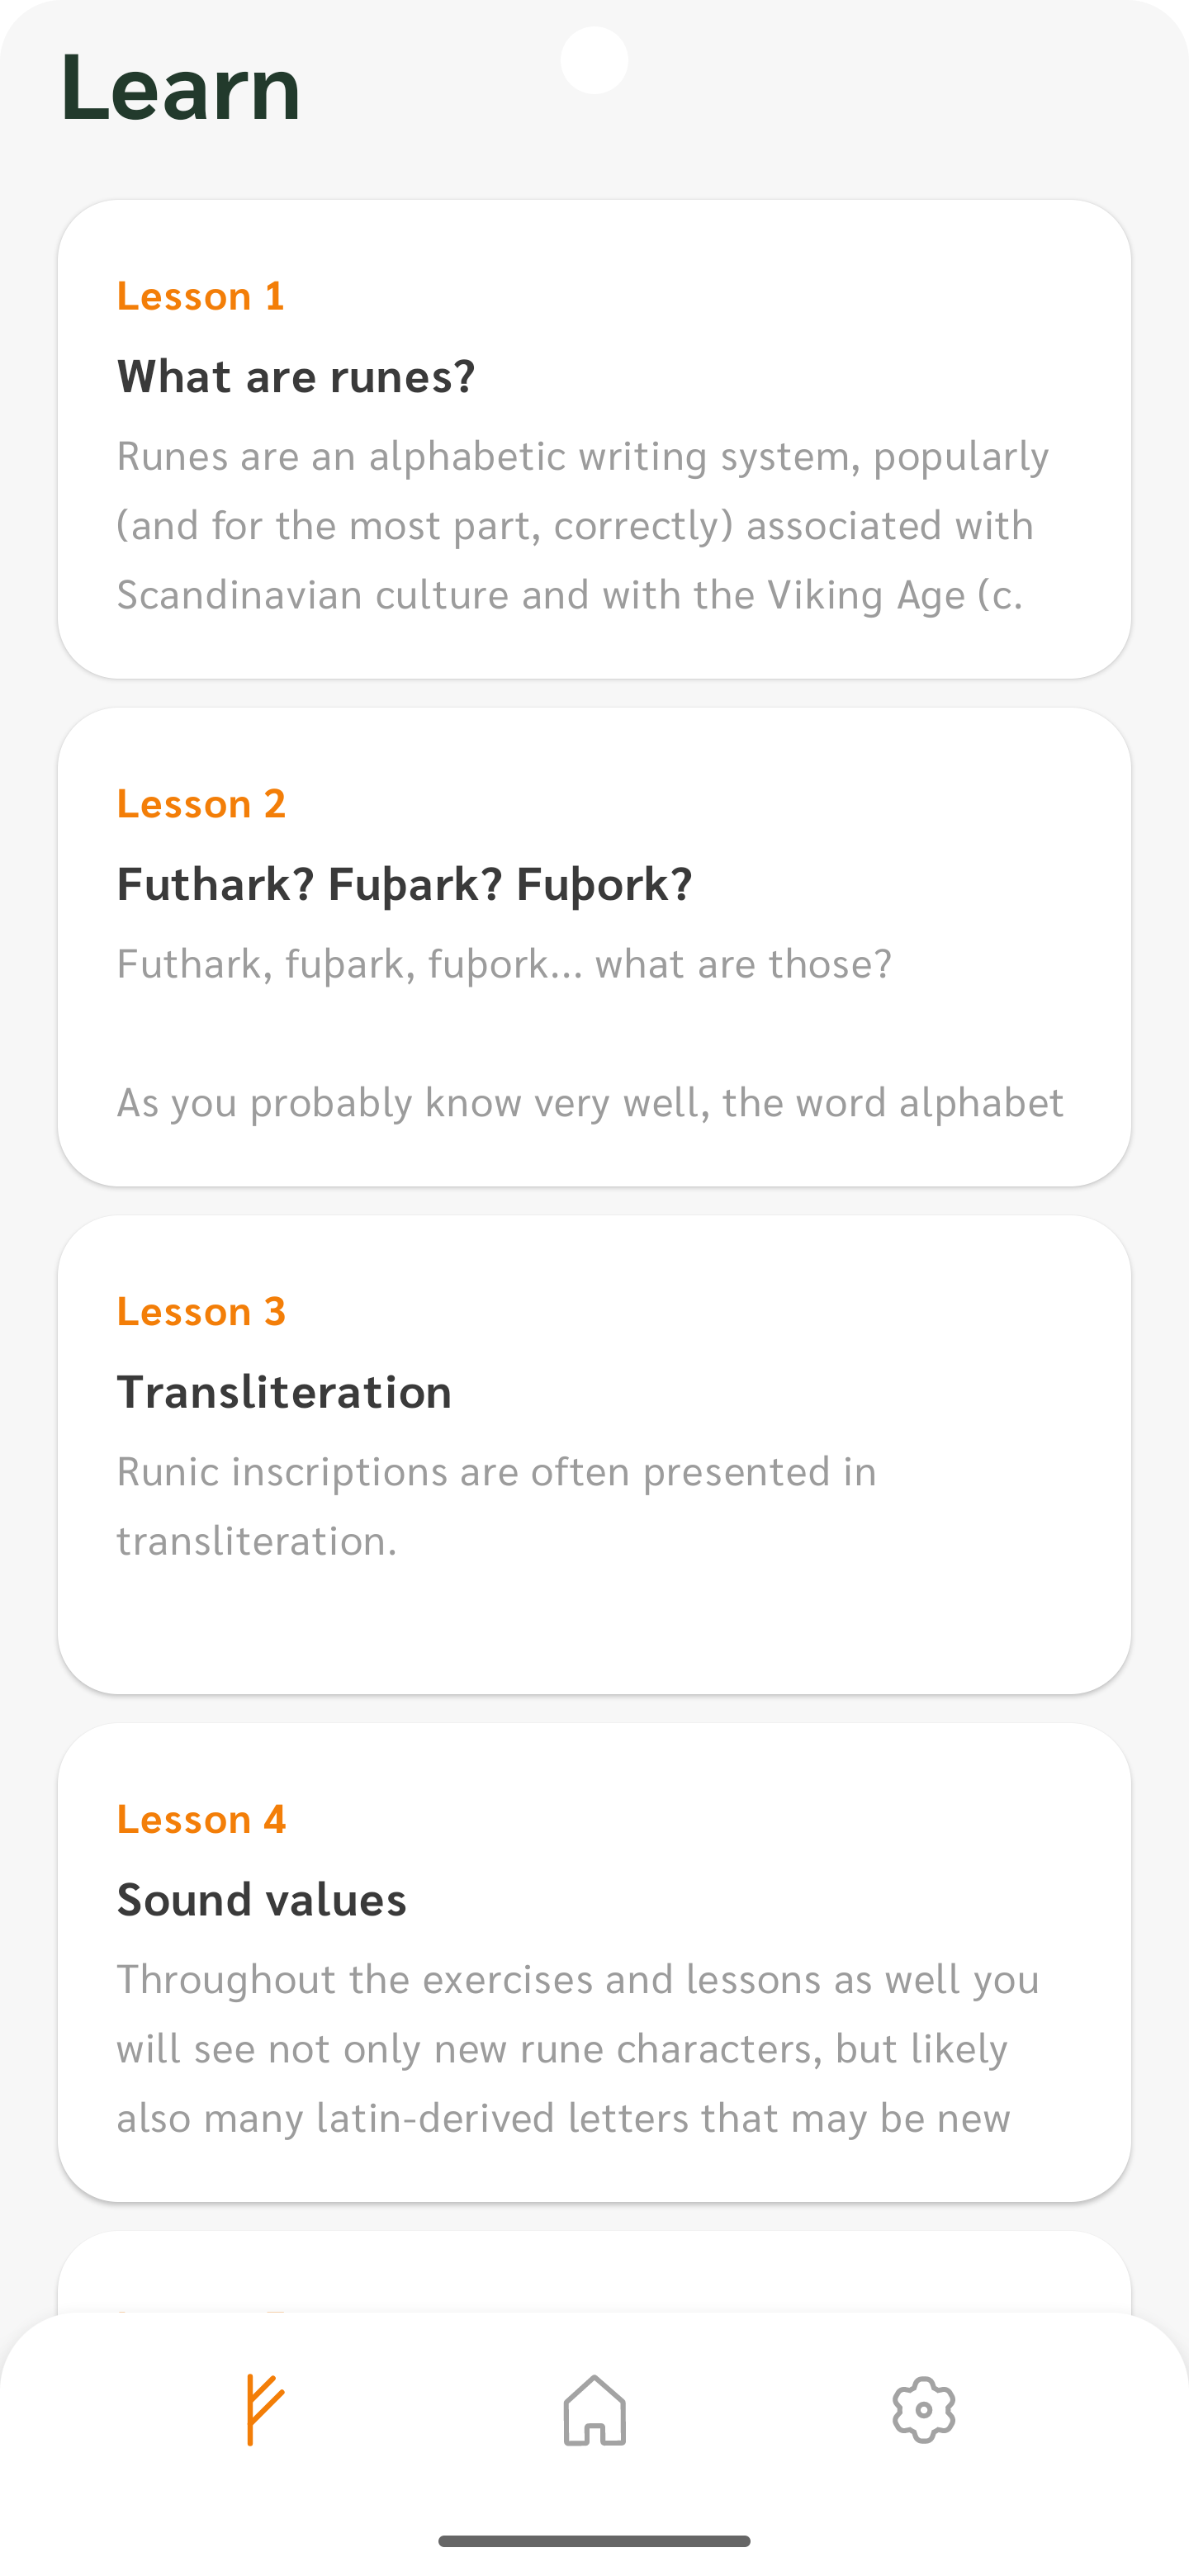 Learn
Lesson 1
What are runes?
Runes are an alphabetic writing system, popularly
(and for the most part, correctly) associated with
Scandinavian culture and with the Viking Age (c.
Lesson 2
Futhark? Fuþark? Fuþork?
Futhark, fuþark, fuþork... what are those?
As you probably know very well, the word alphabet
Lesson 3
Transliteration
Runic inscriptions are often presented in
transliteration.
Lesson 4
Sound values
Throughout the exercises and lessons as well you
will see not only new rune characters, but likely
also many latin-derived letters that may be new